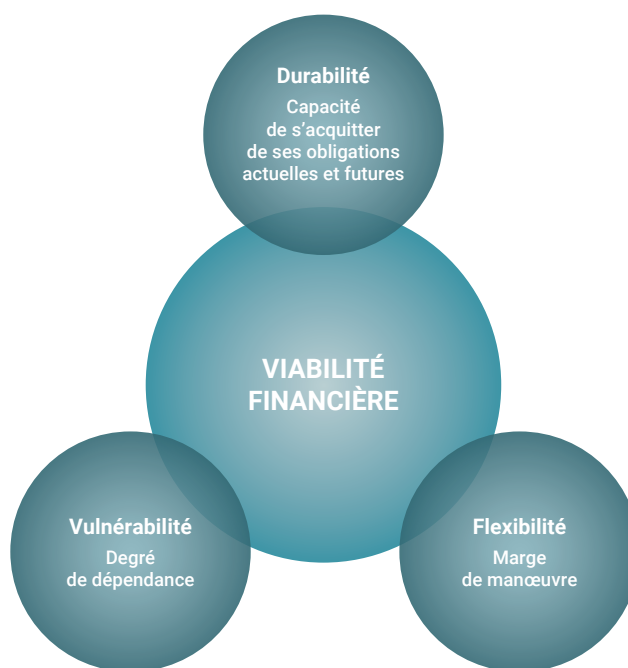 Durabilité
Capacité
de s’acquitter
de ses obligations
actuelles et futures
VIABILITÉ
FINANCIÈRE
Vulnérabilité
Degré
de dépendance
Flexibilité
Marge
de manœuvre